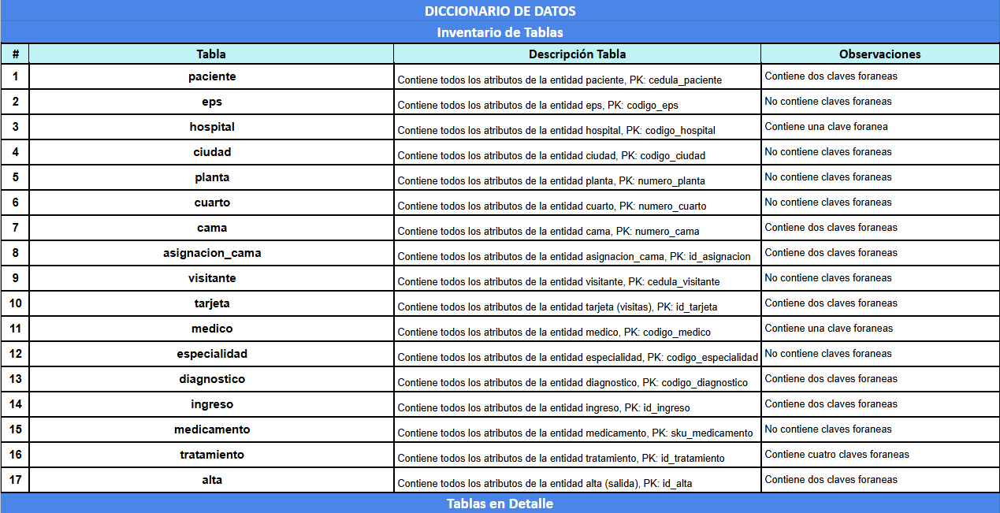 DICCIONARIO DE DATOS
Inventario de Tablas
# Tabla Descripción Tabla Observaciones
1 paciente Contiene todos los atributos de la entidad paciente, PK: cedula_paciente Contiene dos claves foraneas
2 eps Contiene todos los atributos de la entidad eps, PK: codigo_eps No contiene claves foraneas
3 hospital Contiene todos los atributos de la entidad hospital, PK: codigo_hospital Contiene una clave foranea
4 ciudad Contiene todos los atributos de la entidad ciudad, PK: codigo_ciudad No contiene claves foraneas
5 planta Contiene todos los atributos de la entidad planta, PK: numero_planta No contiene claves foraneas
6 cuarto Contiene todos los atributos de la entidad cuarto, PK: numero_cuarto No contiene claves foraneas
7 cama Contiene todos los atributos de la entidad cama, PK: numero_cama Contiene dos claves foraneas
8 asignacion_cama Contiene todos los atributos de la entidad asignacion_cama, PK: id_asignacion Contiene dos claves foraneas
9 visitante Contiene todos los atributos de la entidad visitante, PK: cedula_visitante No contiene claves foraneas
10 tarjeta Contiene todos los atributos de la entidad tarjeta (visitas), PK: id_tarjeta Contiene dos claves foraneas
11 medico Contiene todos los atributos de la entidad medico, PK: codigo_medico Contiene una clave foraneas
12 especialidad Contiene todos los atributos de la entidad especialidad, PK: codigo_especialidad No contiene claves foraneas
13 diagnostico Contiene todos los atributos de la entidad diagnostico, PK: codigo_diagnostico Contiene dos claves foraneas
14 ingreso Contiene todos los atributos de la entidad ingreso, PK: id_ingreso Contiene dos claves foraneas
15 medicamento Contiene todos los atributos de la entidad medicamento, PK: sku_medicamento No contiene claves foraneas
16 tratamiento Contiene todos los atributos de la entidad tratamiento, PK: id_tratamiento Contiene cuatro claves foraneas
17 alta Contiene todos los atributos de la entidad alta (salida), PK: id_alta Contiene dos claves foraneas
Tablas en Detalle